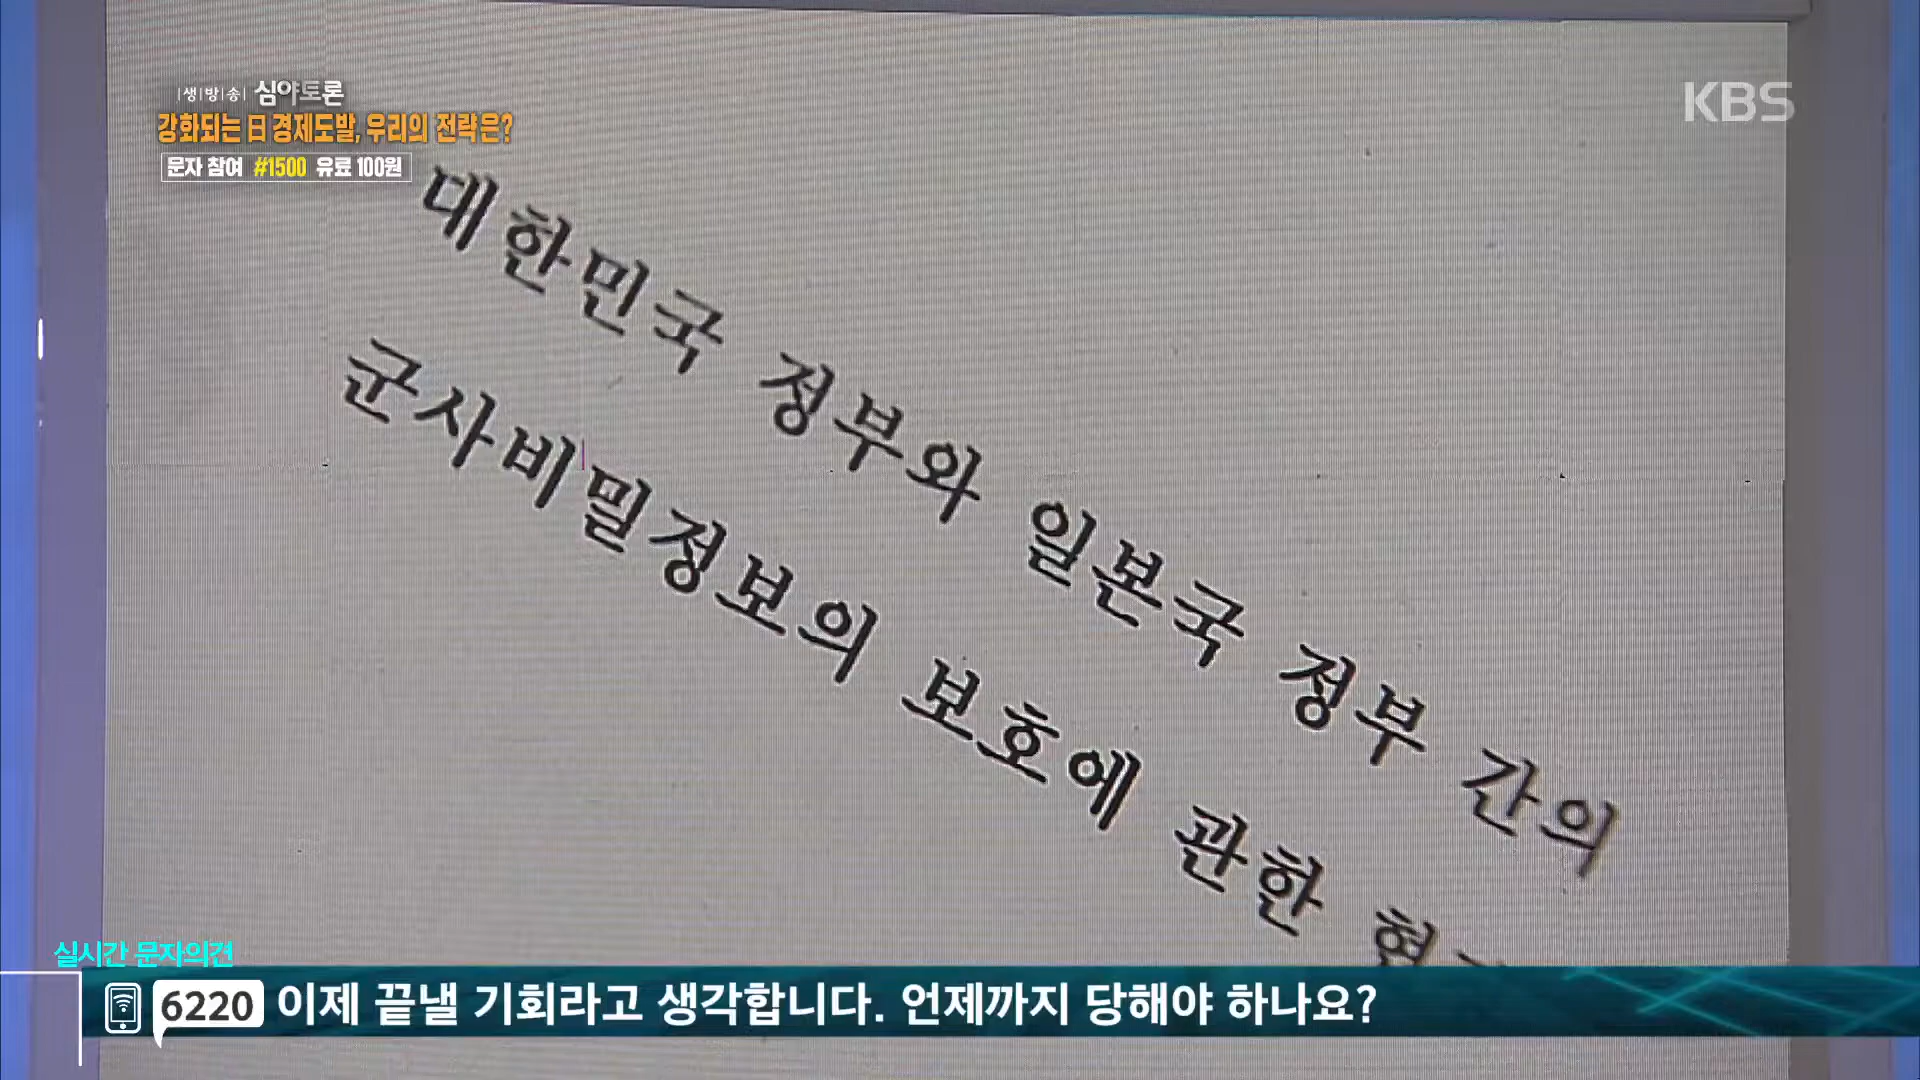 생방송 심야토론
KBS
강화되는 日 경제도발, 우리의 전략은?
문자 참여 #1500 유료 100원
대한민국 정부와 일본국 정부 간의
군사비밀정보의 보호에 관한
실시간 문자의견
6220 이제 끝낼 기회라고 생각합니다. 언제까지 당해야 하나요?